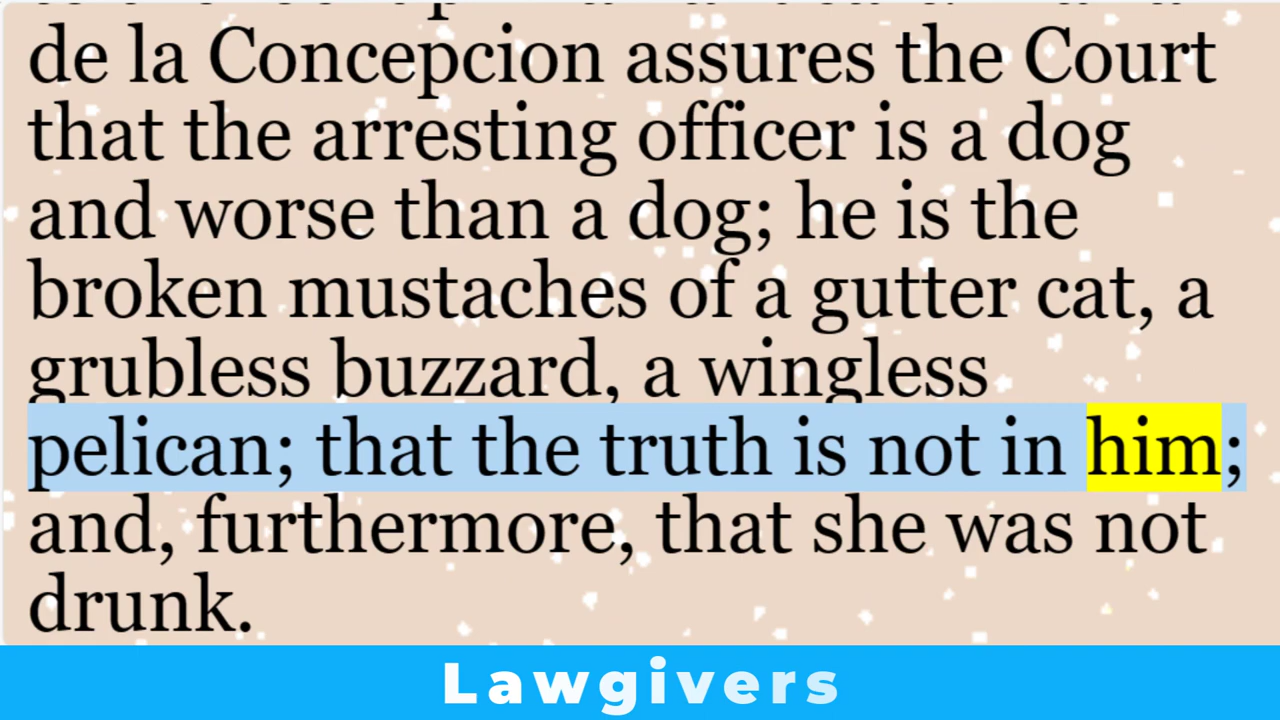 de la Concepcion assures the Court
that the arresting officer is a dog
and worse than a dog; he is the
broken mustaches of a gutter cat, a
grubless buzzard, a wingless
pelican; that the truth is not in him;
and, furthermore, that she was not
drunk.
Lawgivers